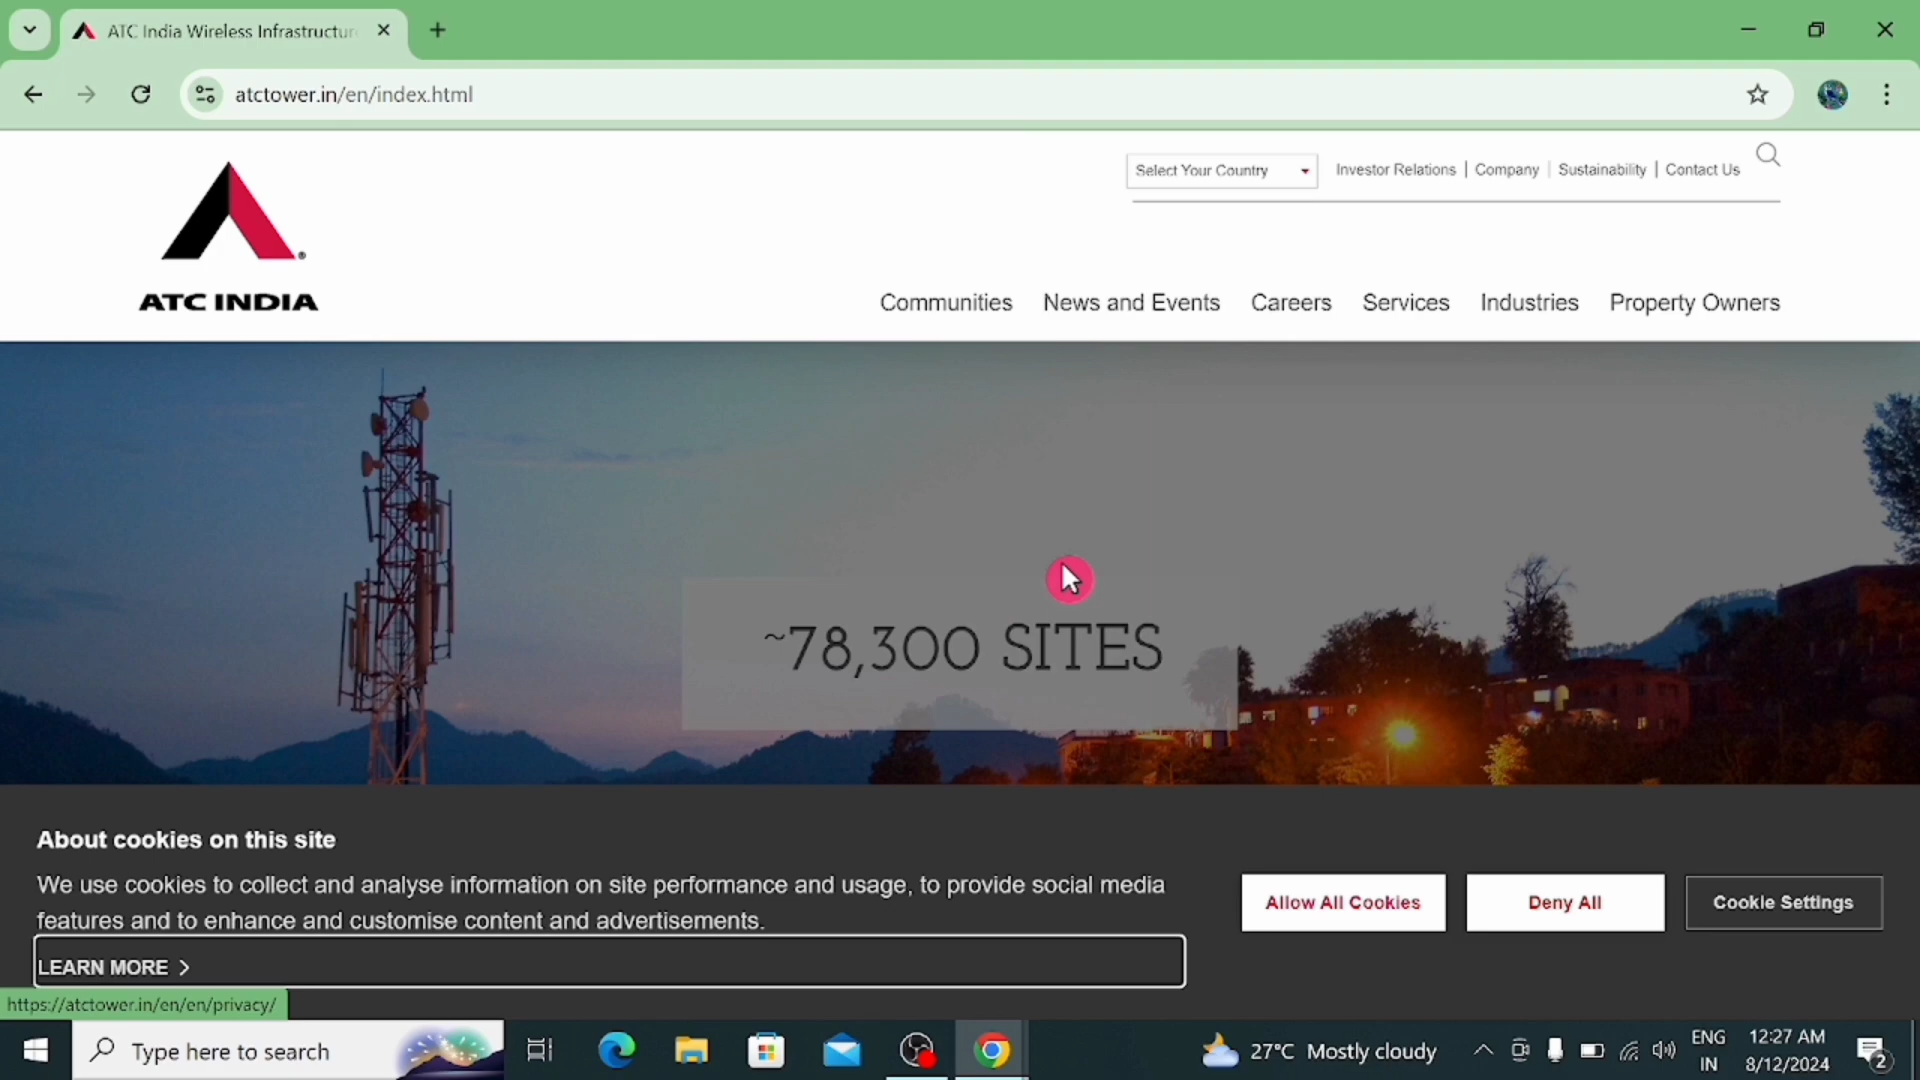 ATC India Wireless Infrastructur
atctower.in/en/index.html
Select Your Country
Investor Relations | Company | Sustainability | Contact Us
ATC INDIA
Communities News and Events Careers Services Industries Property Owners
~78,300 SITES
About cookies on this site
We use cookies to collect and analyse information on site performance and usage, to provide social media
features and to enhance and customise content and advertisements.
LEARN MORE >
Allow All Cookies
Deny All
Cookie Settings
https://atctower.in/en/en/privacy/
Type here to search
27°C Mostly cloudy
ENG
IN
12:27 AM
8/12/2024
2